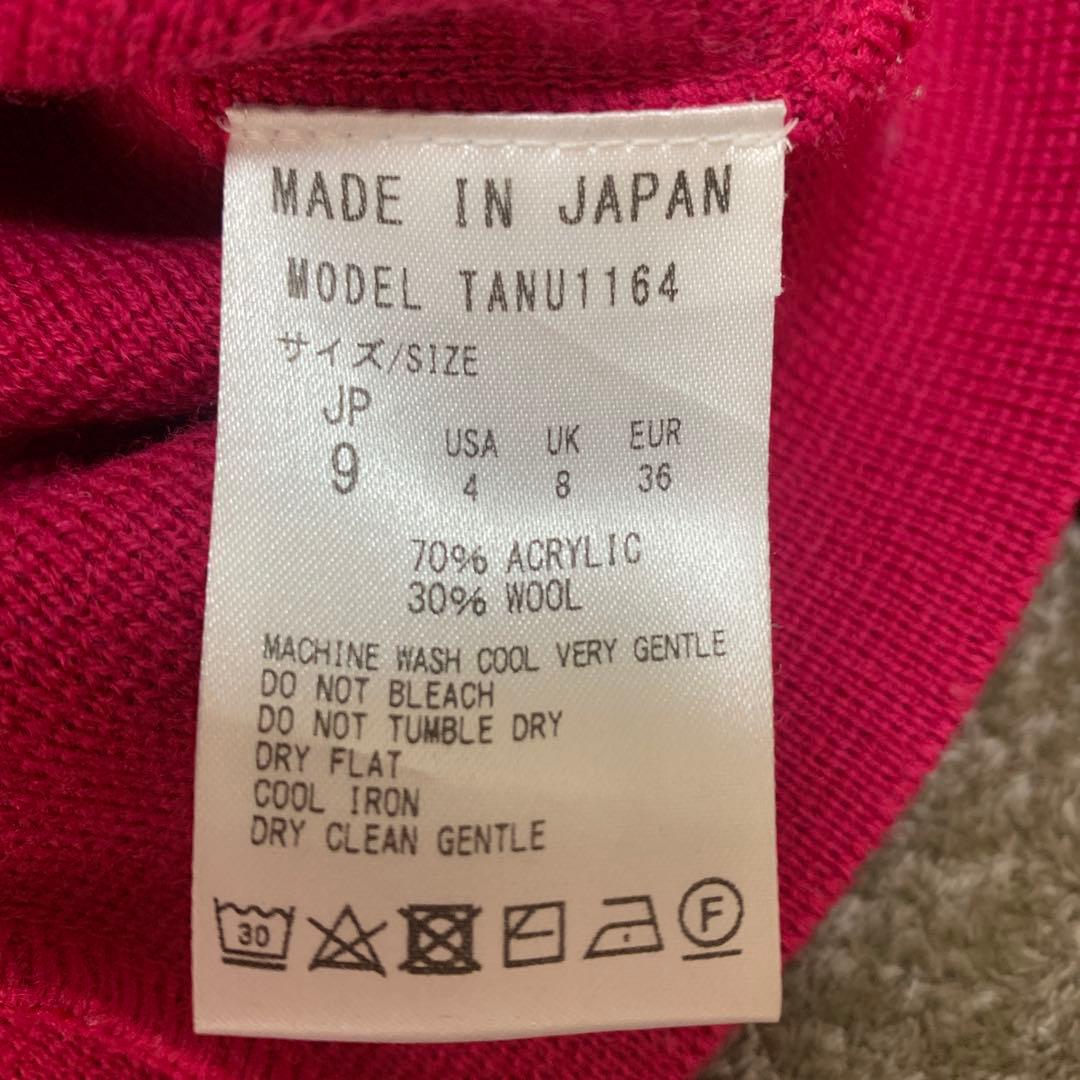 MADE IN JAPAN
MODEL TANU1164
サイズ/SIZE
JP USA UK EUR
9 4 8 36
70% ACRYLIC
30% WOOL
MACHINE WASH COOL VERY GENTLE
DO NOT BLEACH
DO NOT TUMBLE DRY
DRY FLAT
COOL IRON
DRY CLEAN GENTLE
30 F